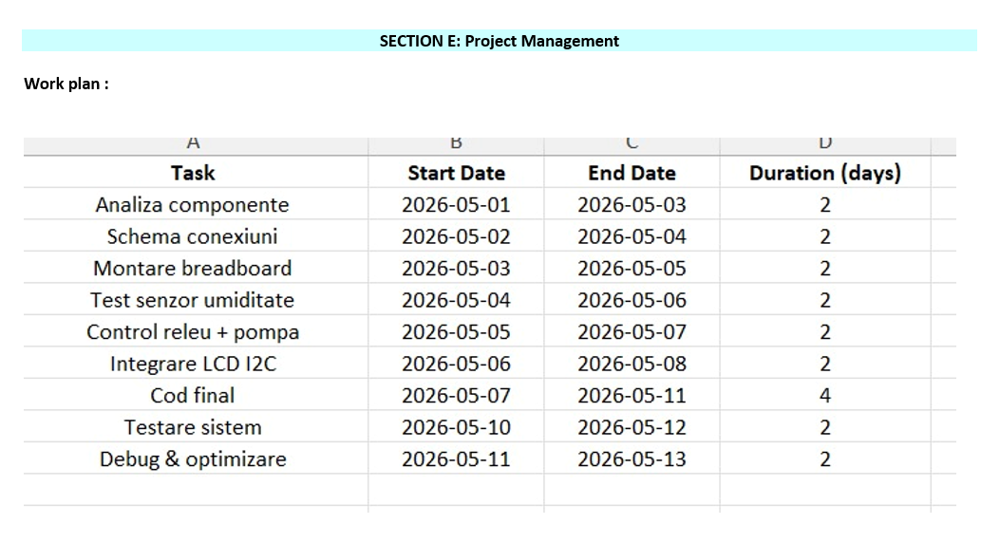 SECTION E: Project Management
Work plan :
A B C D
Task Start Date End Date Duration (days)
Analiza componente 2026-05-01 2026-05-03 2
Schema conexiuni 2026-05-02 2026-05-04 2
Montare breadboard 2026-05-03 2026-05-05 2
Test senzor umiditate 2026-05-04 2026-05-06 2
Control releu + pompa 2026-05-05 2026-05-07 2
Integrare LCD I2C 2026-05-06 2026-05-08 2
Cod final 2026-05-07 2026-05-11 4
Testare sistem 2026-05-10 2026-05-12 2
Debug & optimizare 2026-05-11 2026-05-13 2